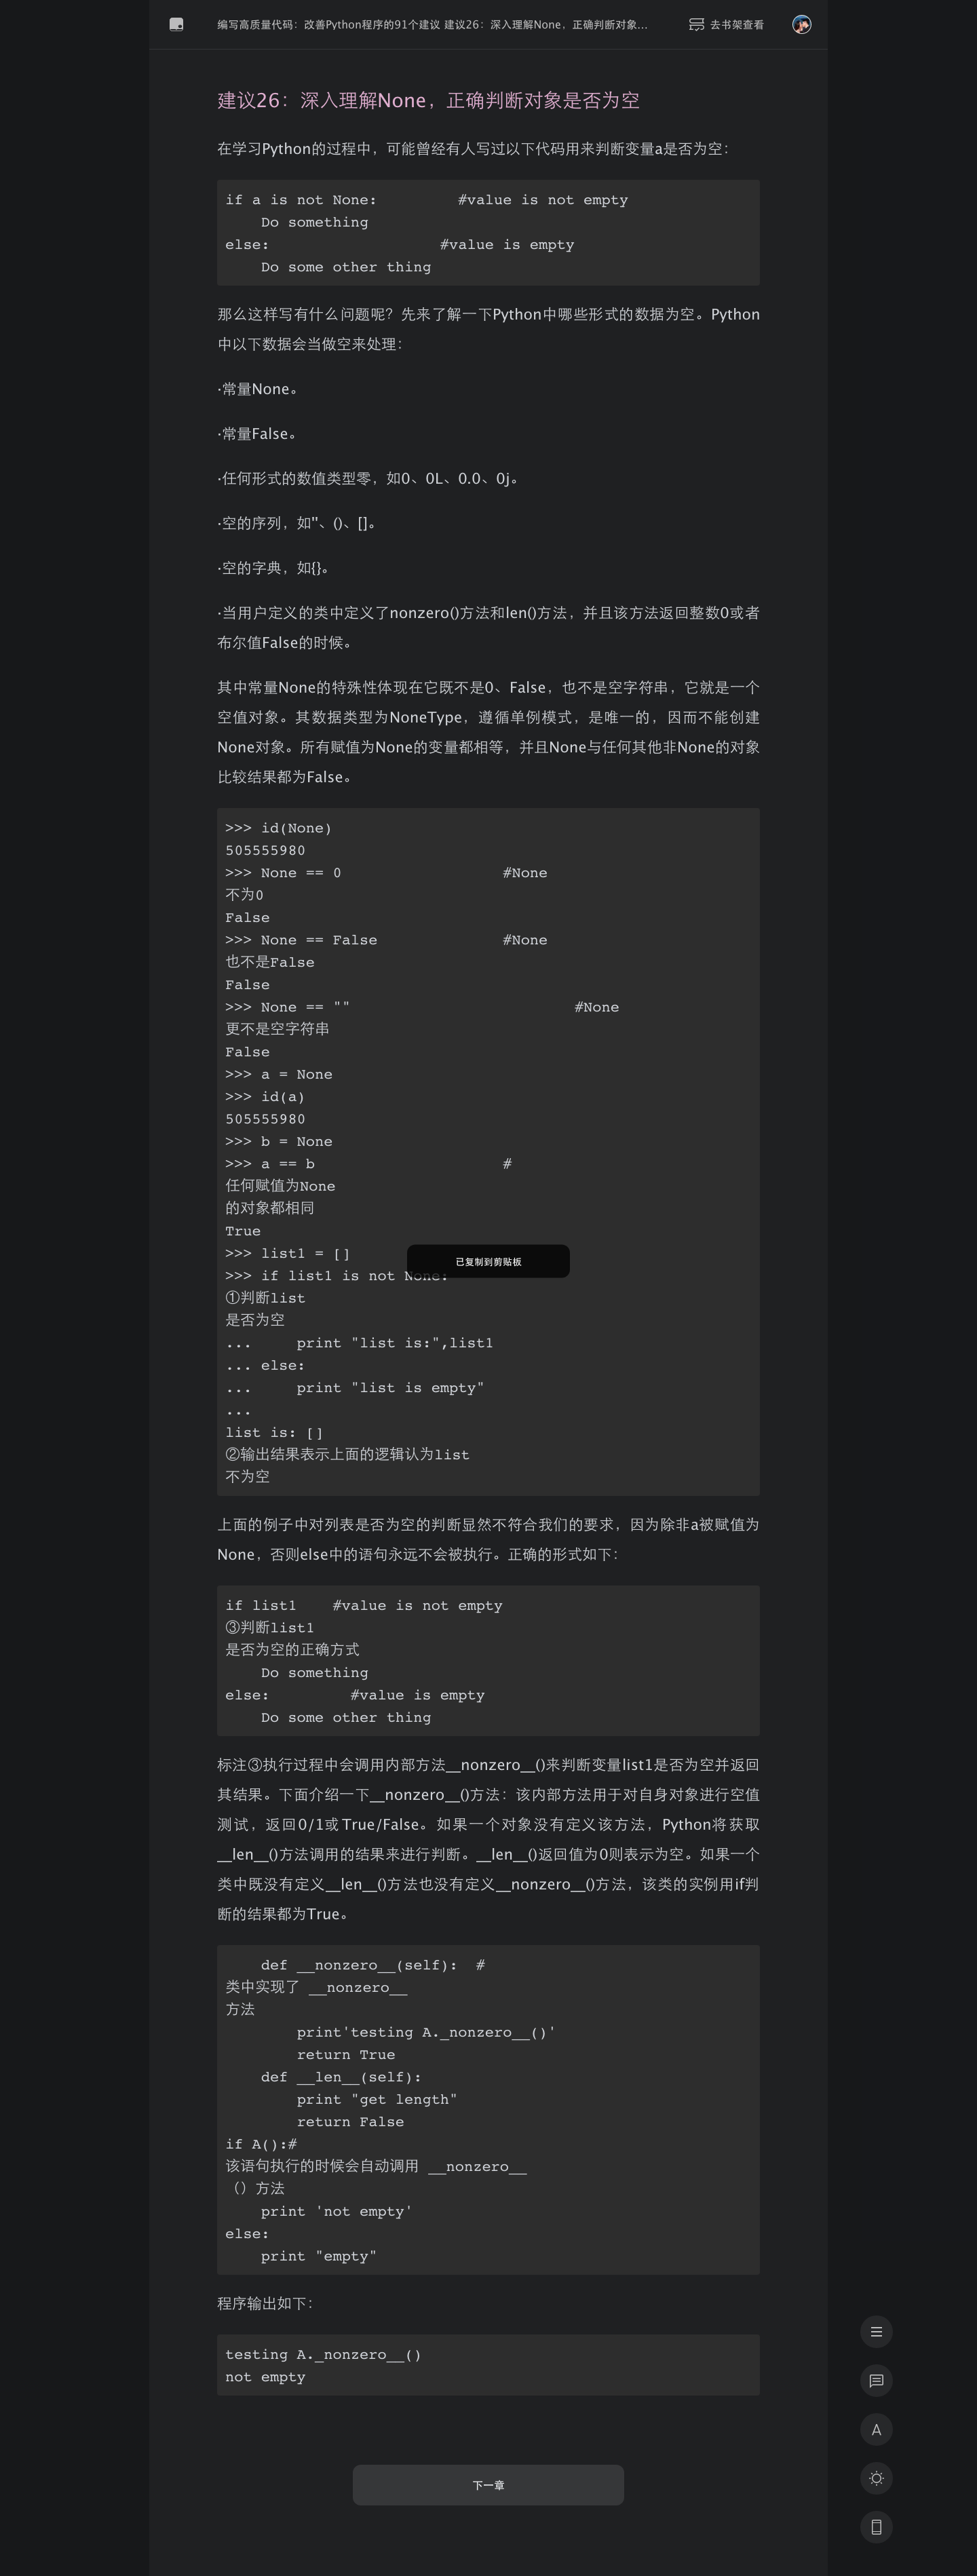 编写高质量代码：改善Python程序的91个建议 建议26：深入理解None，正确判断对象...
去书架查看
建议26：深入理解None，正确判断对象是否为空
在学习Python的过程中，可能曾经有人写过以下代码用来判断变量a是否为空：
if a is not None:         #value is not empty
    Do something
else:                   #value is empty
    Do some other thing
那么这样写有什么问题呢？先来了解一下Python中哪些形式的数据为空。Python
中以下数据会当做空来处理：
·常量None。
·常量False。
·任何形式的数值类型零，如0、0L、0.0、0j。
·空的序列，如''、()、[]。
·空的字典，如{}。
·当用户定义的类中定义了nonzero()方法和len()方法，并且该方法返回整数0或者
布尔值False的时候。
其中常量None的特殊性体现在它既不是0、False，也不是空字符串，它就是一个
空值对象。其数据类型为NoneType，遵循单例模式，是唯一的，因而不能创建
None对象。所有赋值为None的变量都相等，并且None与任何其他非None的对象
比较结果都为False。
>>> id(None)
505555980
>>> None == 0                  #None
不为0
False
>>> None == False              #None
也不是False
False
>>> None == ""                         #None
更不是空字符串
False
>>> a = None
>>> id(a)
505555980
>>> b = None
>>> a == b                     #
任何赋值为None
的对象都相同
True
>>> list1 = []
已复制到剪贴板
>>> if list1 is not None:
①判断list
是否为空
...     print "list is:",list1
... else:
...     print "list is empty"
...
list is: []
②输出结果表示上面的逻辑认为list
不为空
上面的例子中对列表是否为空的判断显然不符合我们的要求，因为除非a被赋值为
None，否则else中的语句永远不会被执行。正确的形式如下：
if list1    #value is not empty
③判断list1
是否为空的正确方式
    Do something
else:         #value is empty
    Do some other thing
标注③执行过程中会调用内部方法__nonzero__()来判断变量list1是否为空并返回
其结果。下面介绍一下__nonzero__()方法：该内部方法用于对自身对象进行空值
测试，返回0/1或True/False。如果一个对象没有定义该方法，Python将获取
__len__()方法调用的结果来进行判断。__len__()返回值为0则表示为空。如果一个
类中既没有定义__len__()方法也没有定义__nonzero__()方法，该类的实例用if判
断的结果都为True。
    def __nonzero__(self):  #
类中实现了 __nonzero__
方法
        print'testing A._nonzero__()'
        return True
    def __len__(self):
        print "get length"
        return False
if A():#
该语句执行的时候会自动调用 __nonzero__
（）方法
    print 'not empty'
else:
    print "empty"
程序输出如下：
testing A._nonzero__()
not empty
A
下一章